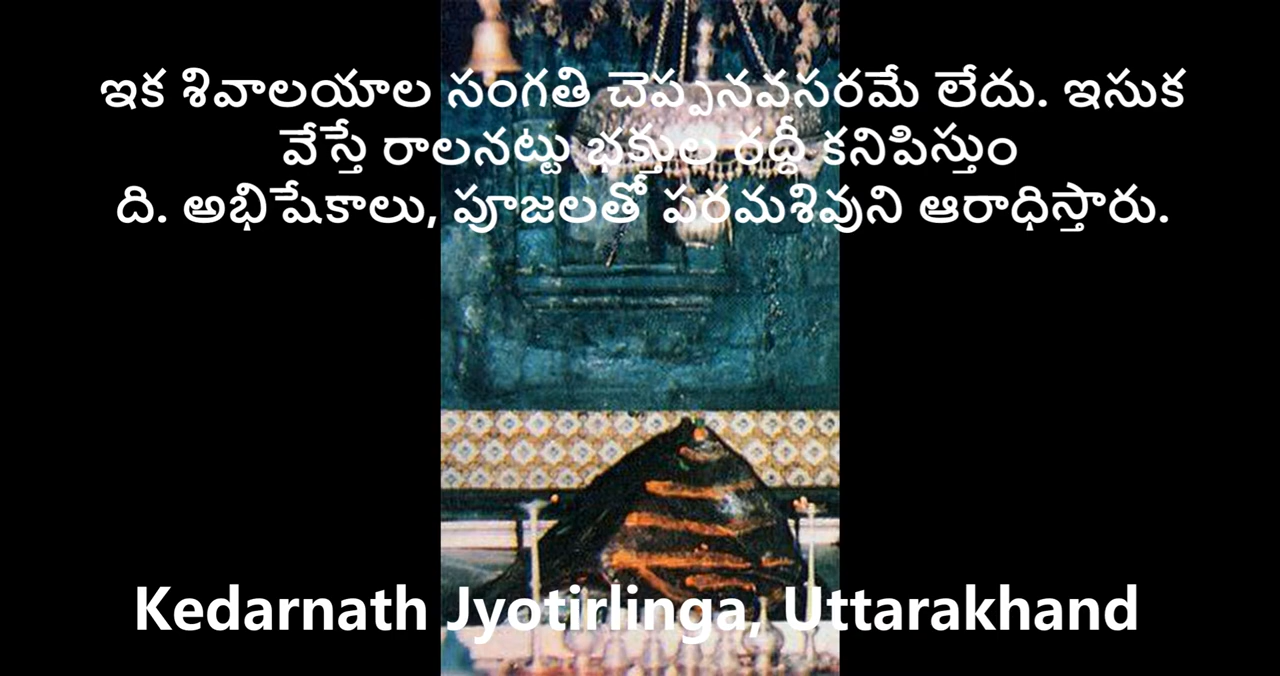 ఇక శివాలయాల సంగతి చెప్పనవసరమే లేదు. ఇసుక
వేస్తే రాలనట్టు భక్తుల రద్దీ కనిపిస్తుం
ది. అభిషేకాలు, పూజలతో పరమశివుని ఆరాధిస్తారు.
Kedarnath Jyotirlinga, Uttarakhand